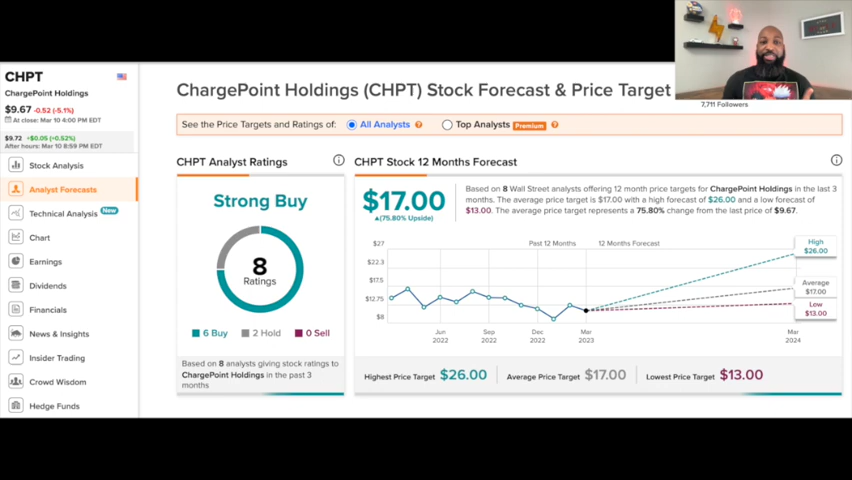 CHPT
ChargePoint Holdings
$9.67 -0.52 (-5.1%)
At close: Mar 10 4:00 PM EDT
$9.72 +$0.05 (+0.52%)
After hours: Mar 10 8:59 PM EDT
Stock Analysis
Analyst Forecasts
Technical Analysis New
Chart
Earnings
Dividends
Financials
News & Insights
Insider Trading
Crowd Wisdom
Hedge Funds
ChargePoint Holdings (CHPT) Stock Forecast & Price Target
7,711 Followers
See the Price Targets and Ratings of: All Analysts Top Analysts Premium
CHPT Analyst Ratings
Strong Buy
8
Ratings
6 Buy 2 Hold 0 Sell
Based on 8 analysts giving stock ratings to
ChargePoint Holdings in the past 3
months
CHPT Stock 12 Months Forecast
$17.00
▲(75.80% Upside)
Based on 8 Wall Street analysts offering 12 month price targets for ChargePoint Holdings in the last 3
months. The average price target is $17.00 with a high forecast of $26.00 and a low forecast of
$13.00. The average price target represents a 75.80% change from the last price of $9.67.
Past 12 Months 12 Months Forecast
$27
$22.3
$17.5
$12.75
$8
High
$26.00
Average
$17.00
Low
$13.00
Jun
2022
Sep
2022
Dec
2022
Mar
2023
Mar
2024
Highest Price Target $26.00 Average Price Target $17.00 Lowest Price Target $13.00